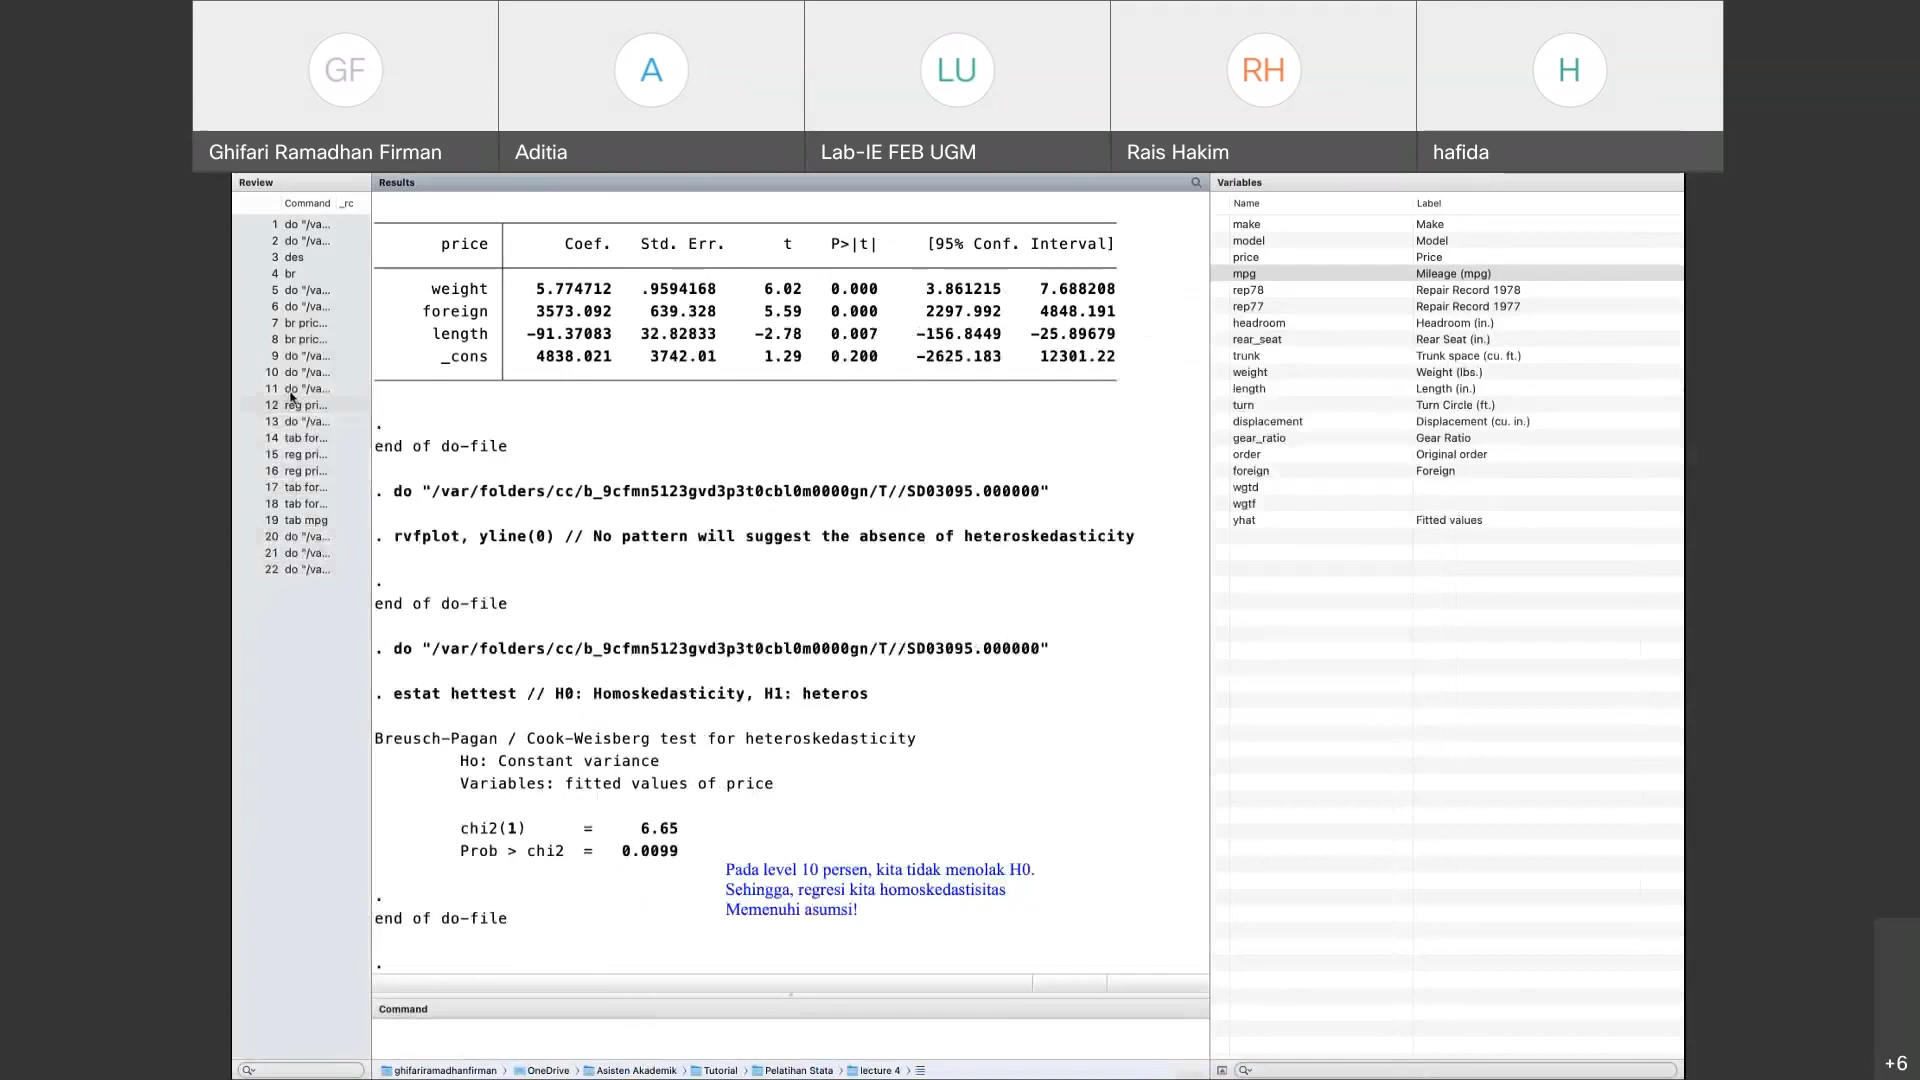 GF
A
LU
RH
H
Ghifari Ramadhan Firman
Aditia
Lab-IE FEB UGM
Rais Hakim
hafida
Review
Command _rc
1 do "/va...
2 do "/va...
3 des
4 br
5 do "/va...
6 do "/va...
7 br pric...
8 br pric...
9 do "/va...
10 do "/va...
11 do "/va...
12 reg pri...
13 do "/va...
14 tab for...
15 reg pri...
16 reg pri...
17 tab for...
18 tab for...
19 tab mpg
20 do "/va...
21 do "/va...
22 do "/va...
Results
price Coef. Std. Err. t P>|t| [95% Conf. Interval]
weight 5.774712 .9594168 6.02 0.000 3.861215 7.688208
foreign 3573.092 639.328 5.59 0.000 2297.992 4848.191
length -91.37083 32.82833 -2.78 0.007 -156.8449 -25.89679
_cons 4838.021 3742.01 1.29 0.200 -2625.183 12301.22
.
end of do-file
. do "/var/folders/cc/b_9cfmn5123gvd3p3t0cbl0m0000gn/T//SD03095.000000"
. rvfplot, yline(0) // No pattern will suggest the absence of heteroskedasticity
.
end of do-file
. do "/var/folders/cc/b_9cfmn5123gvd3p3t0cbl0m0000gn/T//SD03095.000000"
. estat hettest // H0: Homoskedasticity, H1: heteros
Breusch-Pagan / Cook-Weisberg test for heteroskedasticity
Ho: Constant variance
Variables: fitted values of price
chi2(1) = 6.65
Prob > chi2 = 0.0099
Pada level 10 persen, kita tidak menolak H0.
Sehingga, regresi kita homoskedastisitas
Memenuhi asumsi!
.
end of do-file
.
Command
ghifariramadhanfirman > OneDrive > Asisten Akademik > Tutorial > Pelatihan Stata > lecture 4 >
Variables
Name Label
make Make
model Model
price Price
mpg Mileage (mpg)
rep78 Repair Record 1978
rep77 Repair Record 1977
headroom Headroom (in.)
rear_seat Rear Seat (in.)
trunk Trunk space (cu. ft.)
weight Weight (lbs.)
length Length (in.)
turn Turn Circle (ft.)
displacement Displacement (cu. in.)
gear_ratio Gear Ratio
order Original order
foreign Foreign
wgtd
wgtf
yhat Fitted values
+6